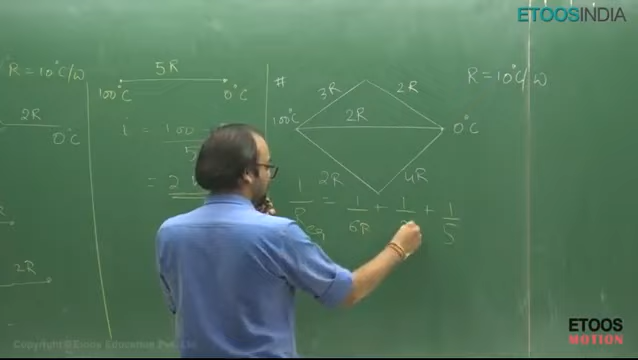 ETOOSINDIA
R = 10°C/W
2R
0°C
2R
5R
100°C
0°C
i = 100
5
= 2
#
3R
2R
2R
100°C
0°C
2R
4R
R = 10°C/W
1/Req = 1/5R + 1/ + 1/5
ETOOS
MOTION
Copyright © Etoos Education Pvt. Ltd.